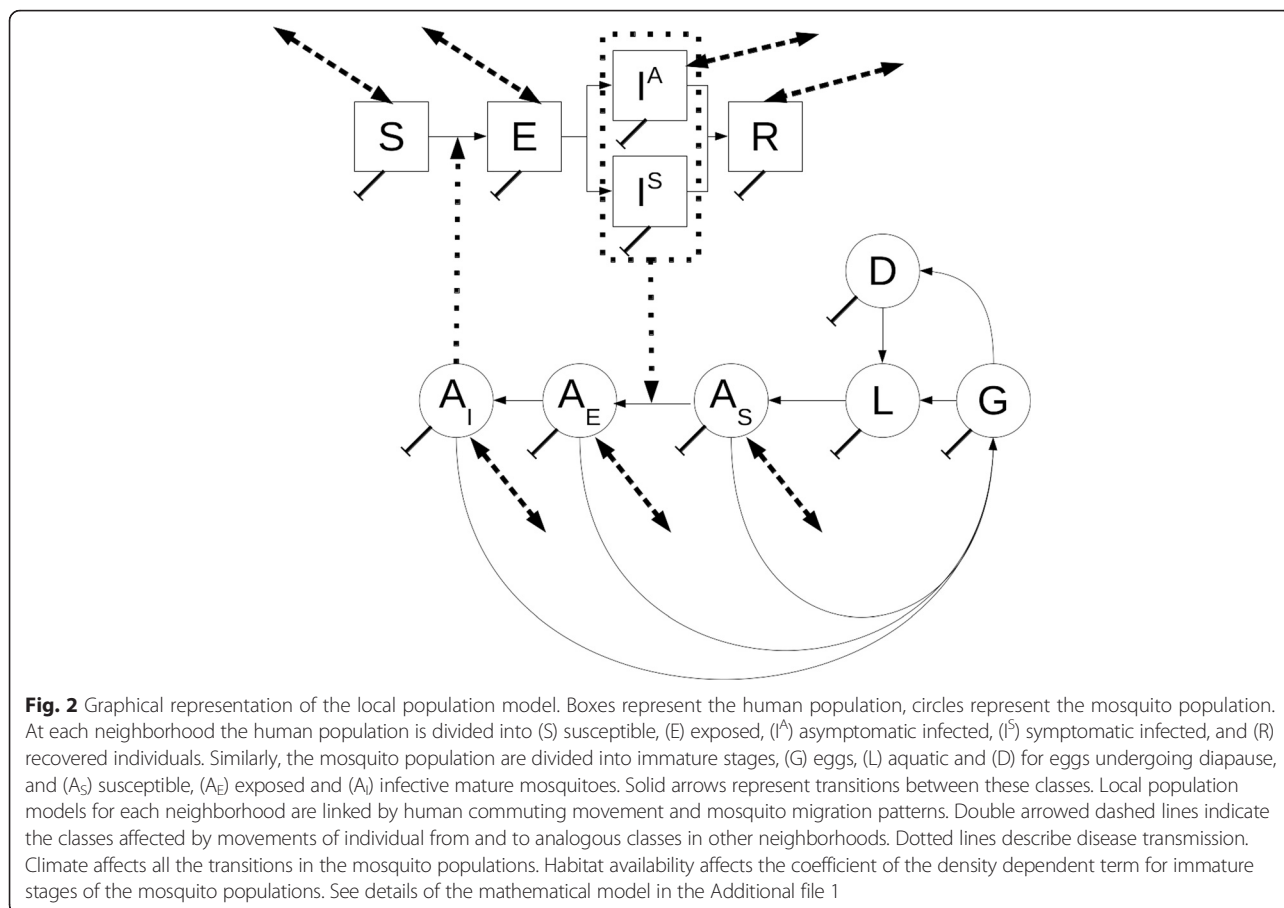 I^A
S
E
R
I^S
D
A_I
A_E
A_S
L
G
Fig. 2 Graphical representation of the local population model. Boxes represent the human population, circles represent the mosquito population.
At each neighborhood the human population is divided into (S) susceptible, (E) exposed, (I^A) asymptomatic infected, (I^S) symptomatic infected, and (R)
recovered individuals. Similarly, the mosquito population are divided into immature stages, (G) eggs, (L) aquatic and (D) for eggs undergoing diapause,
and (A_S) susceptible, (A_E) exposed and (A_I) infective mature mosquitoes. Solid arrows represent transitions between these classes. Local population
models for each neighborhood are linked by human commuting movement and mosquito migration patterns. Double arrowed dashed lines indicate
the classes affected by movements of individual from and to analogous classes in other neighborhoods. Dotted lines describe disease transmission.
Climate affects all the transitions in the mosquito populations. Habitat availability affects the coefficient of the density dependent term for immature
stages of the mosquito populations. See details of the mathematical model in the Additional file 1